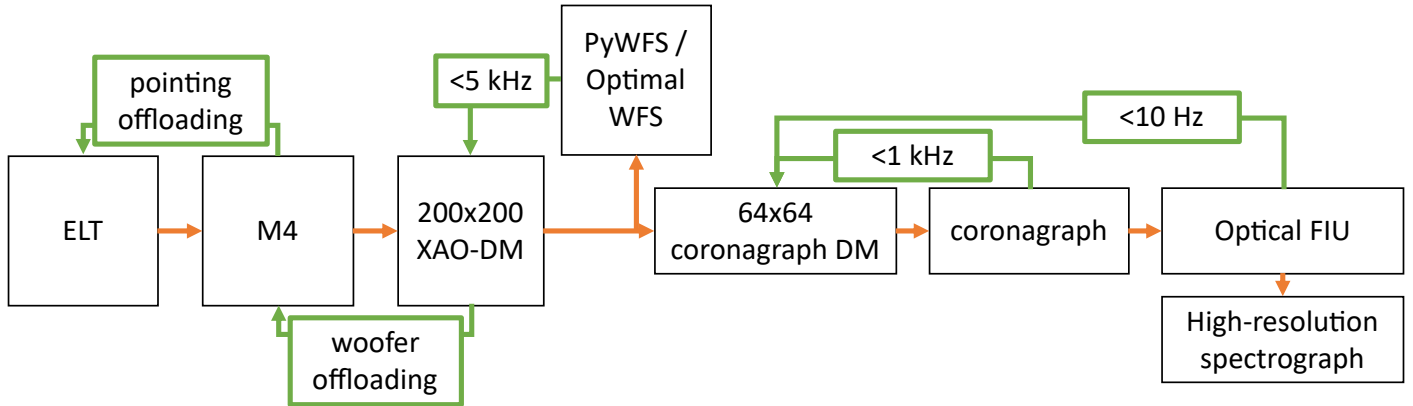 pointing
offloading
<5 kHz
PyWFS /
Optimal
WFS
<10 Hz
<1 kHz
ELT
M4
200x200
XAO-DM
64x64
coronagraph DM
coronagraph
Optical FIU
woofer
offloading
High-resolution
spectrograph